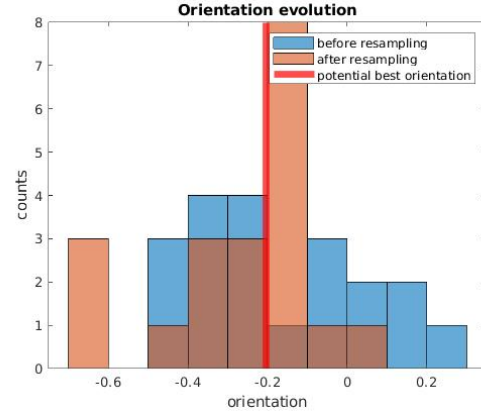 Orientation evolution
8
7
6
5
4
3
2
1
0
counts
before resampling
after resampling
potential best orientation
-0.6 -0.4 -0.2 0 0.2
orientation